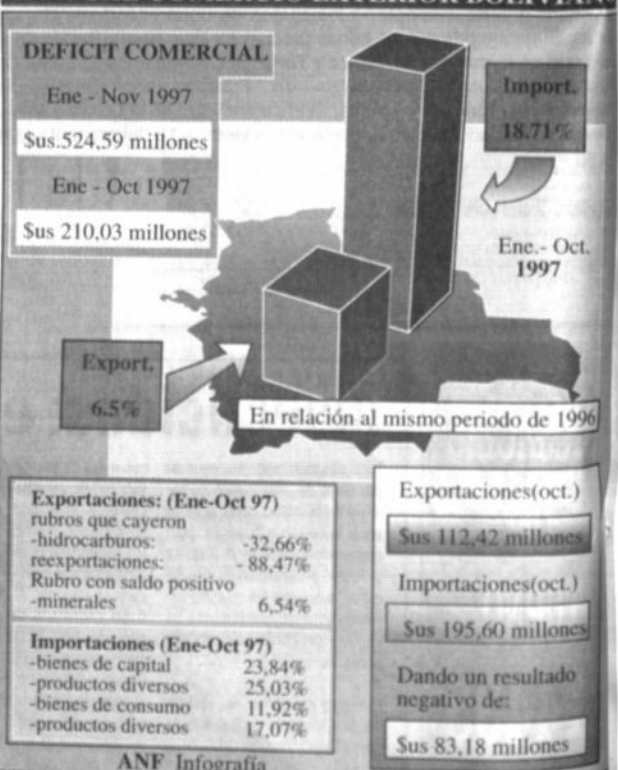 COMERCIO EXTERIOR BOLIVIANO
DEFICIT COMERCIAL
Ene - Nov 1997
$us.524,59 millones
Ene - Oct 1997
$us 210,03 millones
Import.
18.71%
Ene.- Oct.
1997
Export.
6.5%
En relación al mismo periodo de 1996
Exportaciones: (Ene-Oct 97)
rubros que cayeron
-hidrocarburos: -32,66%
reexportaciones: - 88,47%
Rubro con saldo positivo
-minerales 6,54%
Importaciones (Ene-Oct 97)
-bienes de capital 23,84%
-productos diversos 25,03%
-bienes de consumo 11,92%
-productos diversos 17,07%
ANF Infografía
Exportaciones(oct.)
$us 112,42 millones
Importaciones(oct.)
$us 195,60 millones
Dando un resultado
negativo de:
$us 83,18 millones